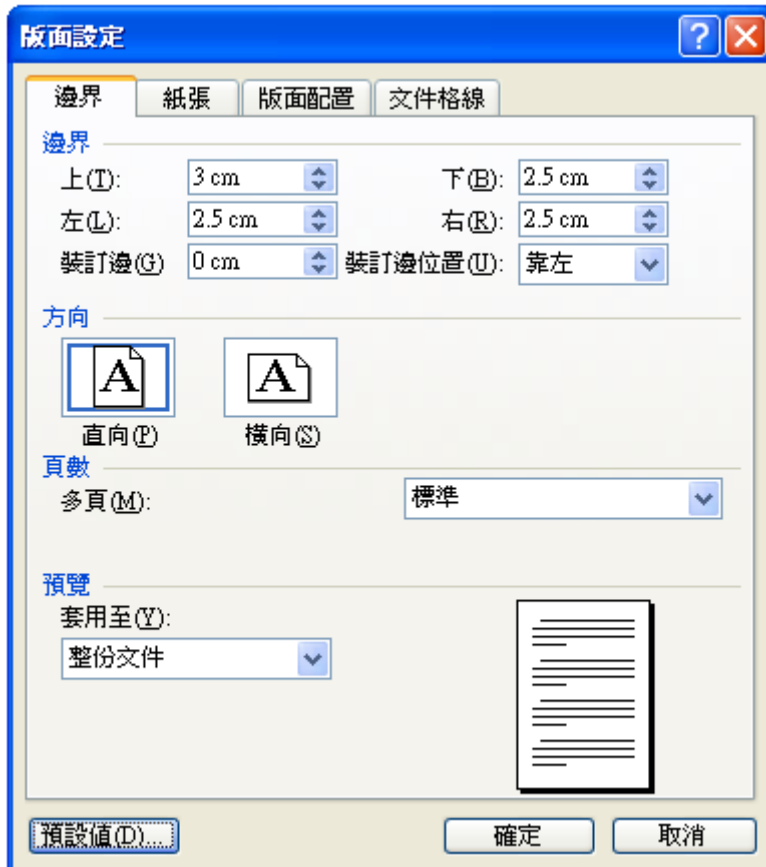 版面設定
邊界 紙張 版面配置 文件格線
邊界
上(T): 3 cm 下(B): 2.5 cm
左(L): 2.5 cm 右(R): 2.5 cm
裝訂邊(G) 0 cm 裝訂邊位置(U): 靠左
方向
A A
直向(P) 橫向(S)
頁數
多頁(M): 標準
預覽
套用至(Y):
整份文件
預設值(D)... 確定 取消